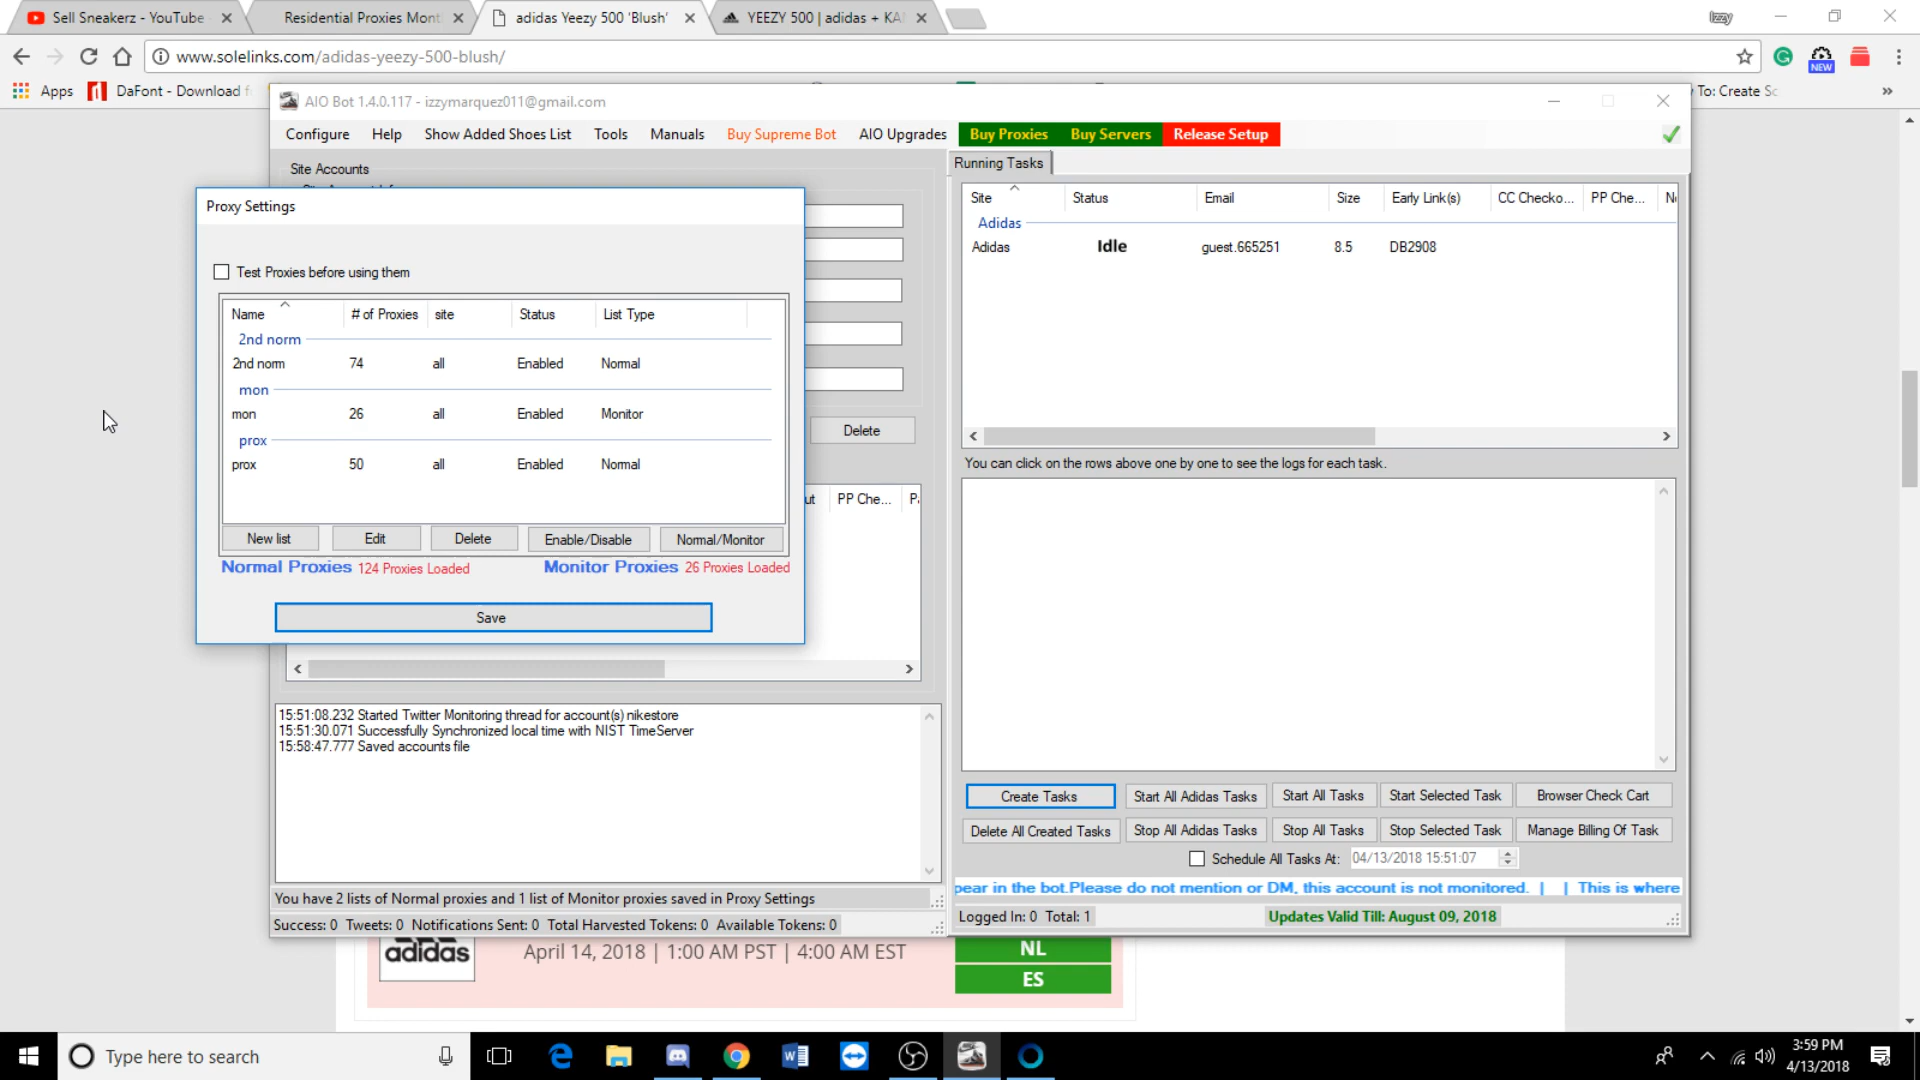 Sell Sneakerz - YouTube
Residential Proxies Mont
adidas Yeezy 500 'Blush'
YEEZY 500 | adidas + KA
Izzy
www.solelinks.com/adidas-yeezy-500-blush/
NEW
Apps
DaFont - Download f
To: Create Sc
AIO Bot 1.4.0.117 - izzymarquez011@gmail.com
Configure Help Show Added Shoes List Tools Manuals Buy Supreme Bot AIO Upgrades Buy Proxies Buy Servers Release Setup
Site Accounts
Running Tasks
Proxy Settings
Test Proxies before using them
Name # of Proxies site Status List Type
2nd norm
2nd norm 74 all Enabled Normal
mon
mon 26 all Enabled Monitor
prox
prox 50 all Enabled Normal
New list Edit Delete Enable/Disable Normal/Monitor
Normal Proxies 124 Proxies Loaded Monitor Proxies 26 Proxies Loaded
Save
Delete
ut PP Che... P
Site Status Email Size Early Link(s) CC Checko... PP Che... N
Adidas
Adidas Idle guest.665251 8.5 DB2908
You can click on the rows above one by one to see the logs for each task.
15:51:08.232 Started Twitter Monitoring thread for account(s) nikestore
15:51:30.071 Successfully Synchronized local time with NIST TimeServer
15:58:47.777 Saved accounts file
Create Tasks Start All Adidas Tasks Start All Tasks Start Selected Task Browser Check Cart
Delete All Created Tasks Stop All Adidas Tasks Stop All Tasks Stop Selected Task Manage Billing Of Task
Schedule All Tasks At: 04/13/2018 15:51:07
pear in the bot.Please do not mention or DM, this account is not monitored. | | This is where
You have 2 lists of Normal proxies and 1 list of Monitor proxies saved in Proxy Settings
Success: 0 Tweets: 0 Notifications Sent: 0 Total Harvested Tokens: 0 Available Tokens: 0
Logged In: 0 Total: 1
Updates Valid Till: August 09, 2018
adidas
April 14, 2018 | 1:00 AM PST | 4:00 AM EST
NL
ES
Type here to search
3:59 PM
4/13/2018